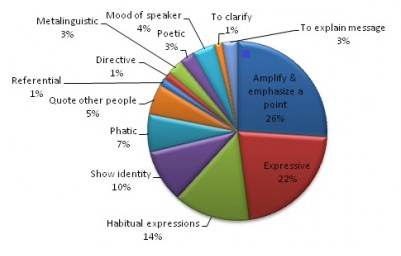 Mood of speaker
4%
To clarify
1%
To explain message
3%
Metalinguistic
3%
Poetic
3%
Directive
1%
Referential
1%
Quote other people
5%
Phatic
7%
Show identity
10%
Habitual expressions
14%
Amplify &
emphasize a
point
26%
Expressive
22%